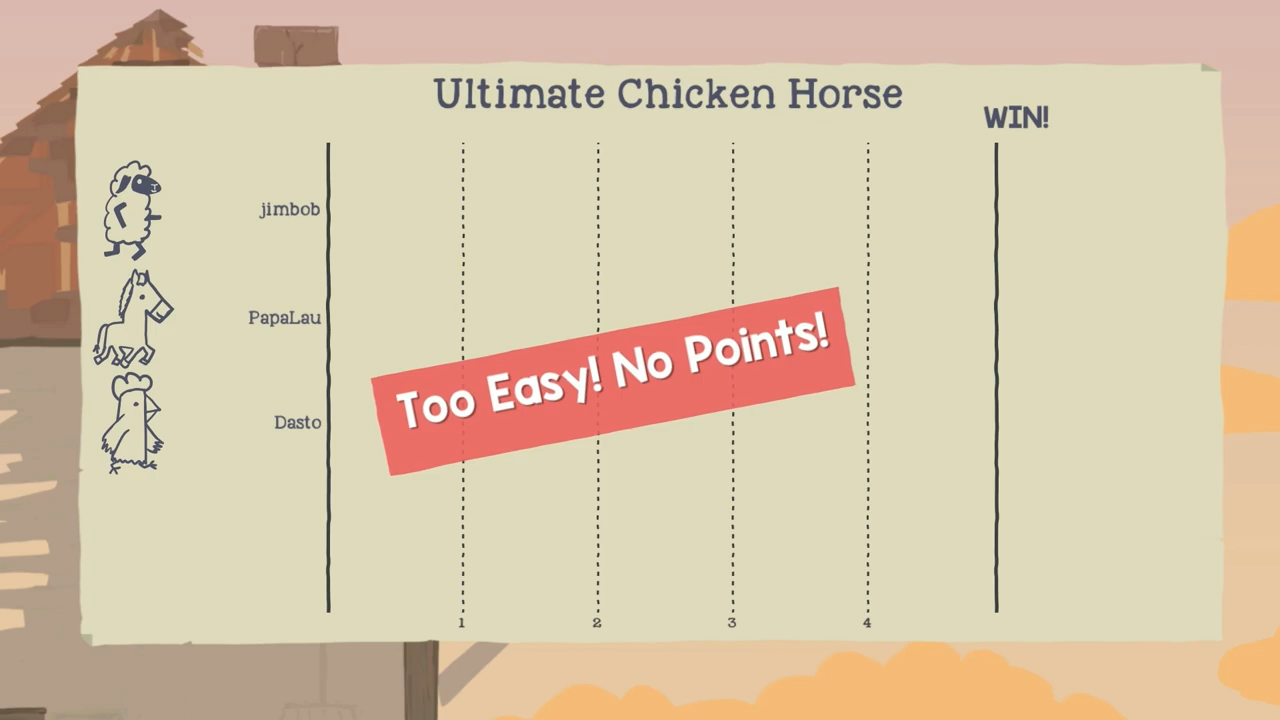 Ultimate Chicken Horse
WIN!
jimbob
PapaLau
Too Easy! No Points!
Dasto
1 2 3 4